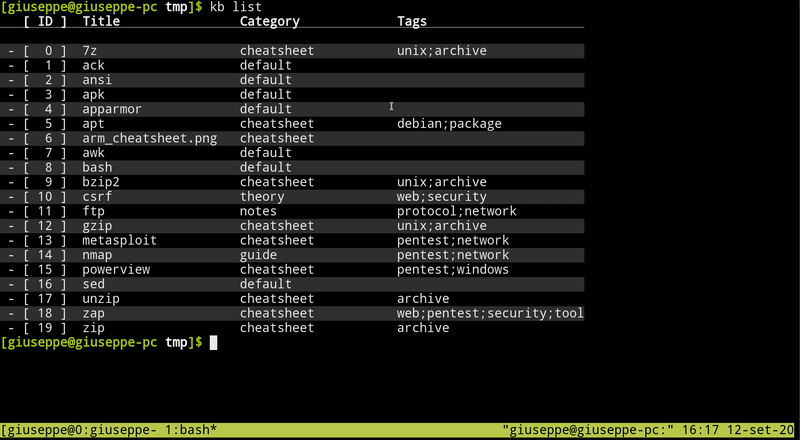 [giuseppe@giuseppe-pc tmp]$ kb list
[ ID ] Title Category Tags
- [ 0 ] 7z cheatsheet unix;archive
- [ 1 ] ack default
- [ 2 ] ansi default
- [ 3 ] apk default
- [ 4 ] apparmor default
- [ 5 ] apt cheatsheet debian;package
- [ 6 ] arm_cheatsheet.png cheatsheet
- [ 7 ] awk default
- [ 8 ] bash default
- [ 9 ] bzip2 cheatsheet unix;archive
- [ 10 ] csrf theory web;security
- [ 11 ] ftp notes protocol;network
- [ 12 ] gzip cheatsheet unix;archive
- [ 13 ] metasploit cheatsheet pentest;network
- [ 14 ] nmap guide pentest;network
- [ 15 ] powerview cheatsheet pentest;windows
- [ 16 ] sed default
- [ 17 ] unzip cheatsheet archive
- [ 18 ] zap cheatsheet web;pentest;security;tool
- [ 19 ] zip cheatsheet archive
[giuseppe@giuseppe-pc tmp]$
[giuseppe@0:giuseppe- 1:bash* "giuseppe@giuseppe-pc:" 16:17 12-set-20